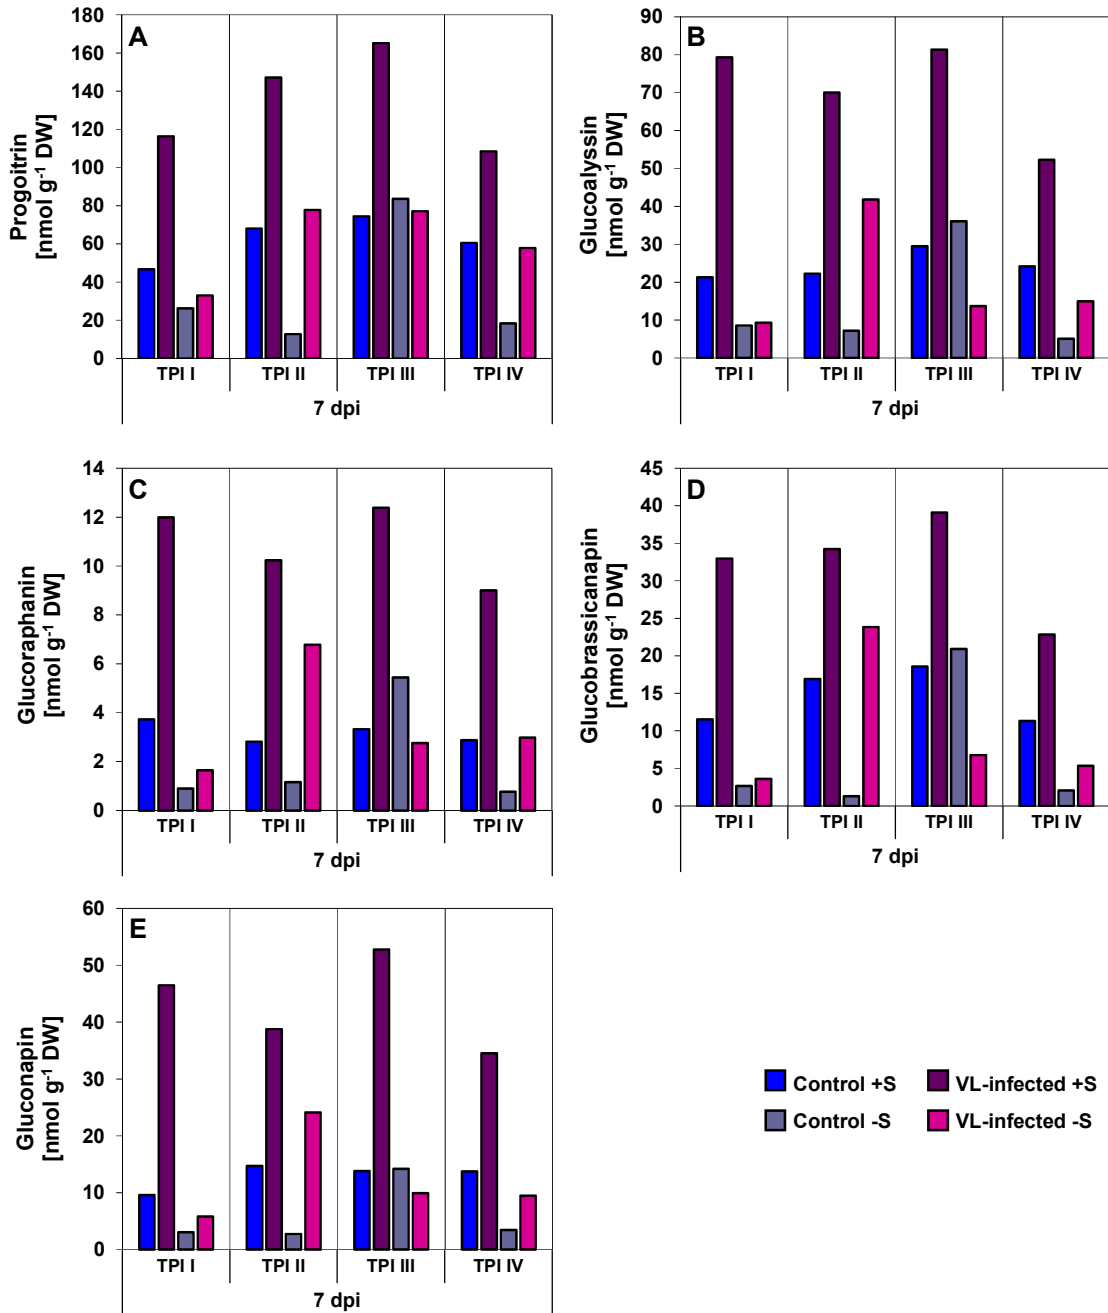 A
Progoitrin
[nmol g⁻¹ DW]
180
160
140
120
100
80
60
40
20
0
TPI I TPI II TPI III TPI IV
7 dpi
B
Glucoalyssin
[nmol g⁻¹ DW]
90
80
70
60
50
40
30
20
10
0
TPI I TPI II TPI III TPI IV
7 dpi
C
Glucoraphanin
[nmol g⁻¹ DW]
14
12
10
8
6
4
2
0
TPI I TPI II TPI III TPI IV
7 dpi
D
Glucobrassicanapin
[nmol g⁻¹ DW]
45
40
35
30
25
20
15
10
5
0
TPI I TPI II TPI III TPI IV
7 dpi
E
Gluconapin
[nmol g⁻¹ DW]
60
50
40
30
20
10
0
TPI I TPI II TPI III TPI IV
7 dpi
Control +S VL-infected +S
Control -S VL-infected -S